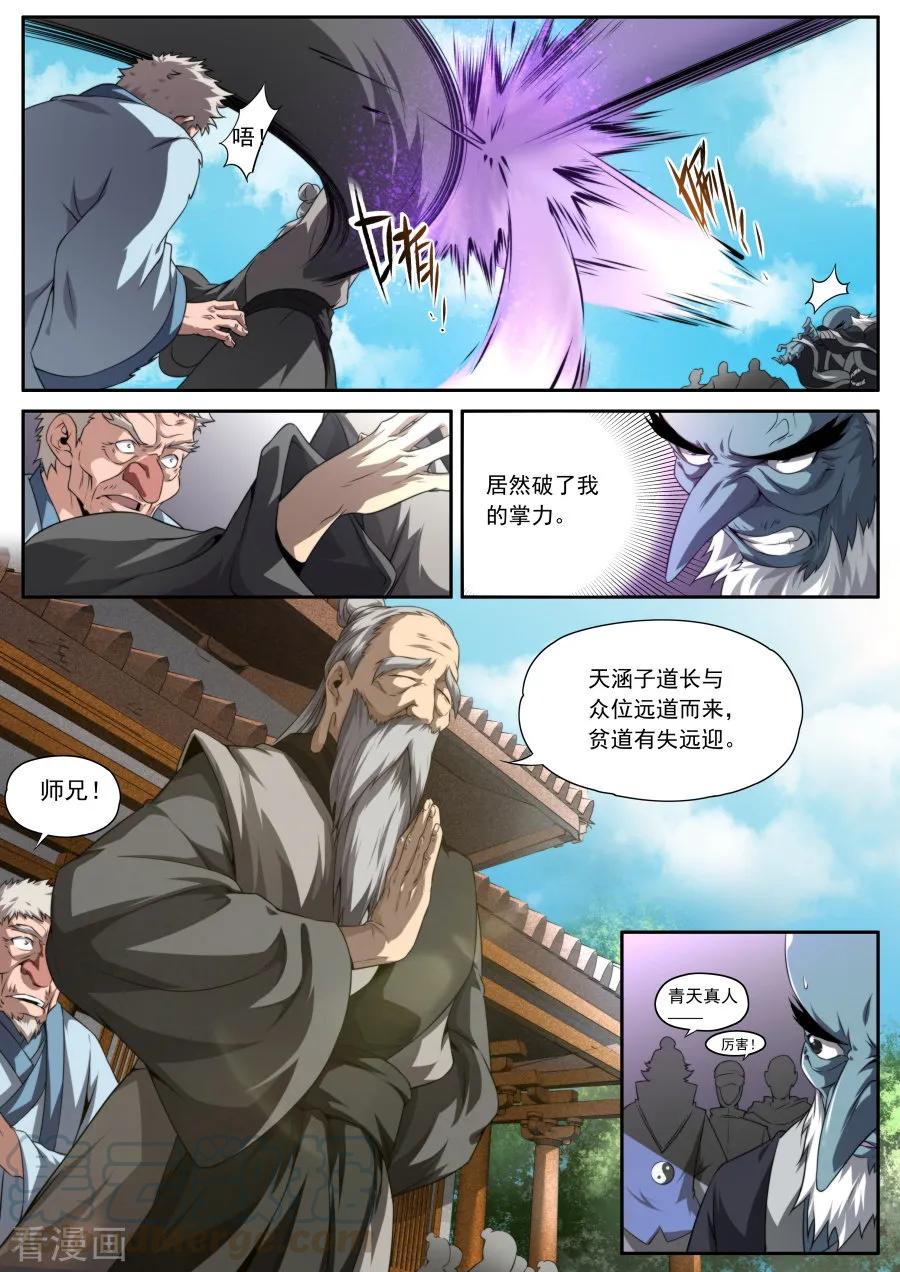 唔！
啪
唰
居然破了我
的掌力。
天涵子道长与
众位远道而来，
贫道有失远迎。
师兄！
青天真人
——
厉害！
看漫画